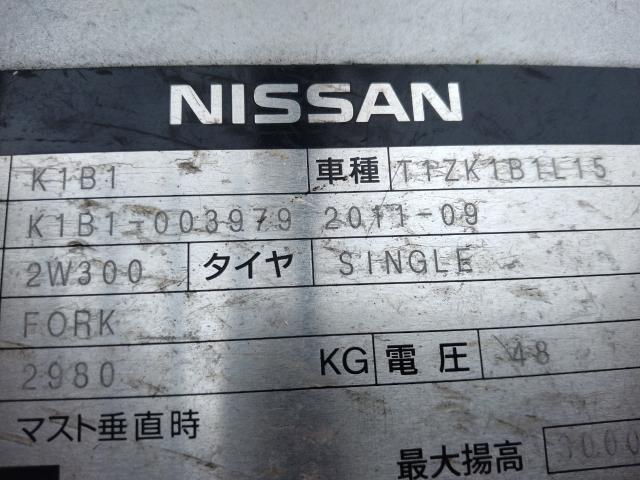 NISSAN
K1B1 車種 T1ZK1B1L15
K1B1-003979 2011-09
2W300 タイヤ SINGLE
FORK
2980 KG 電圧 48
マスト垂直時
最大揚高 3000